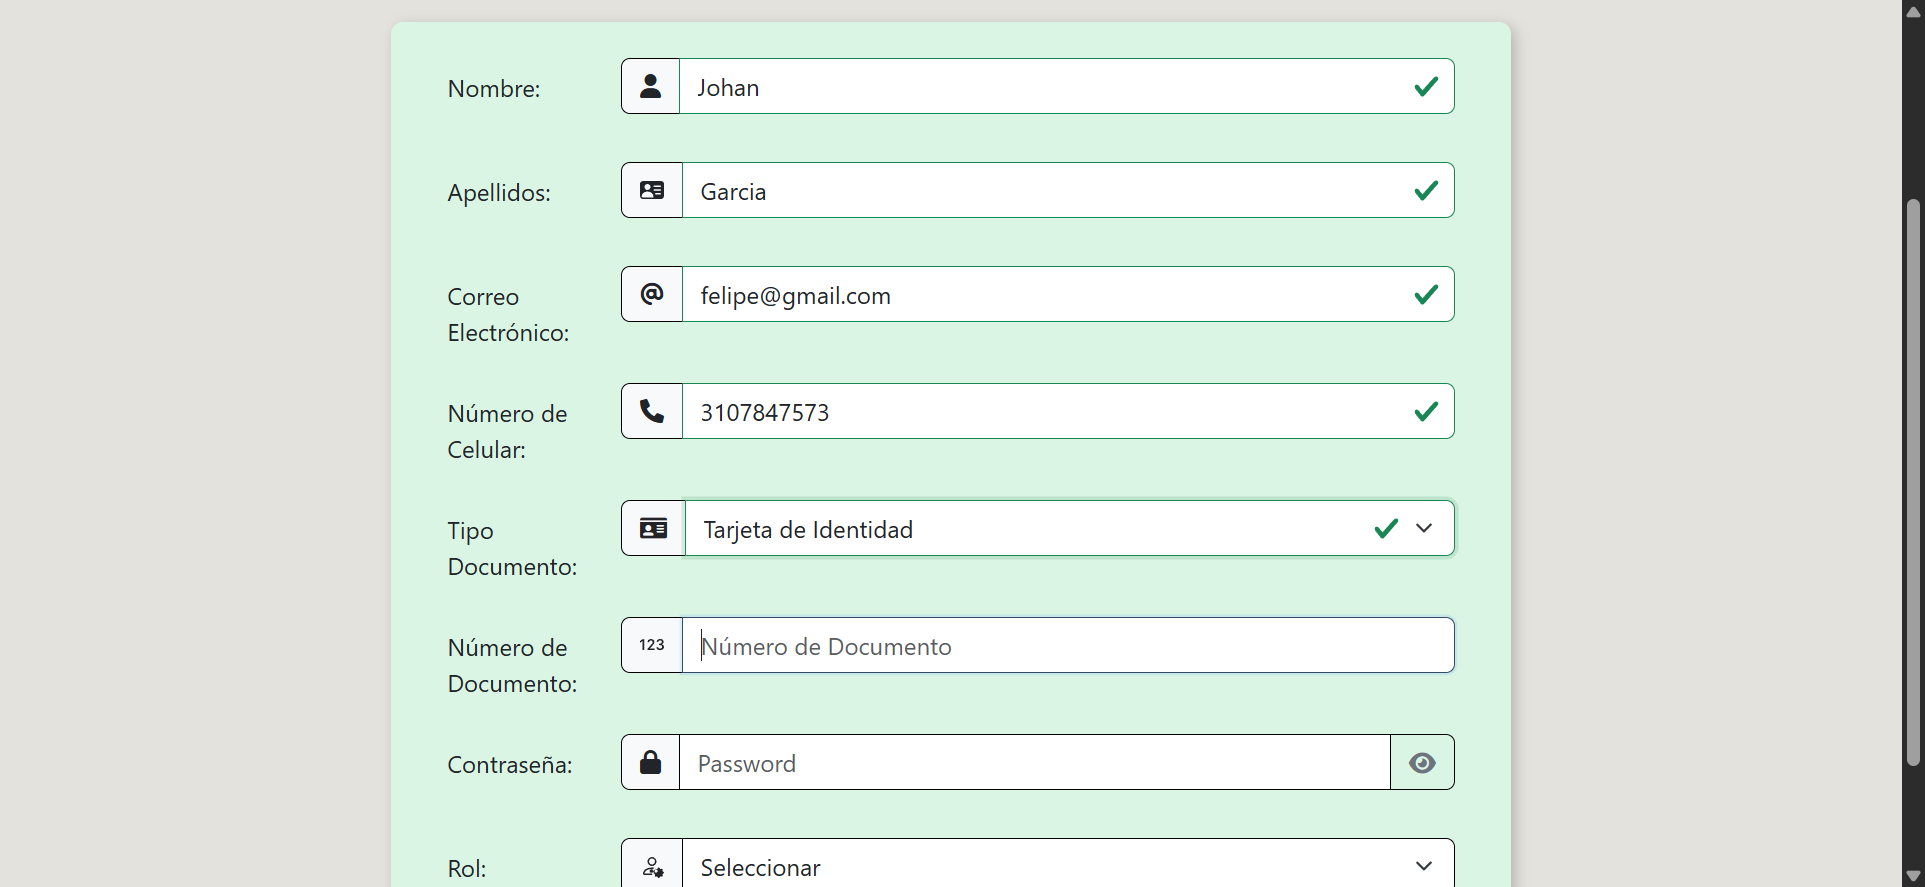 Nombre:
Johan
Apellidos:
Garcia
Correo
Electrónico:
@
felipe@gmail.com
Número de
Celular:
3107847573
Tipo
Documento:
Tarjeta de Identidad
Número de
Documento:
123
Número de Documento
Contraseña:
Password
Rol:
Seleccionar